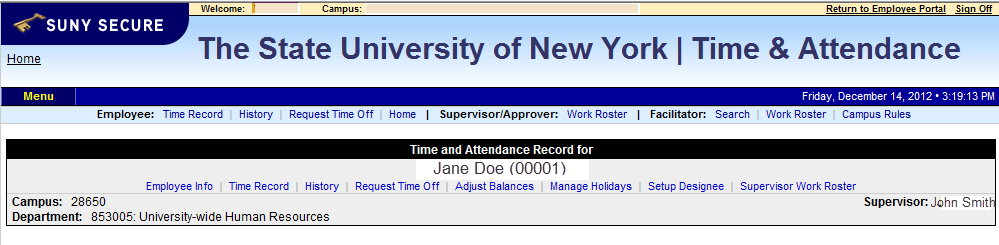 Welcome: Campus: Return to Employee Portal Sign Off
SUNY SECURE
The State University of New York | Time & Attendance
Home
Menu Friday, December 14, 2012 • 3:19:13 PM
Employee: Time Record | History | Request Time Off | Home | Supervisor/Approver: Work Roster | Facilitator: Search | Work Roster | Campus Rules
Time and Attendance Record for
Jane Doe (00001)
Employee Info | Time Record | History | Request Time Off | Adjust Balances | Manage Holidays | Setup Designee | Supervisor Work Roster
Campus: 28650 Supervisor: John Smith
Department: 853005: University-wide Human Resources